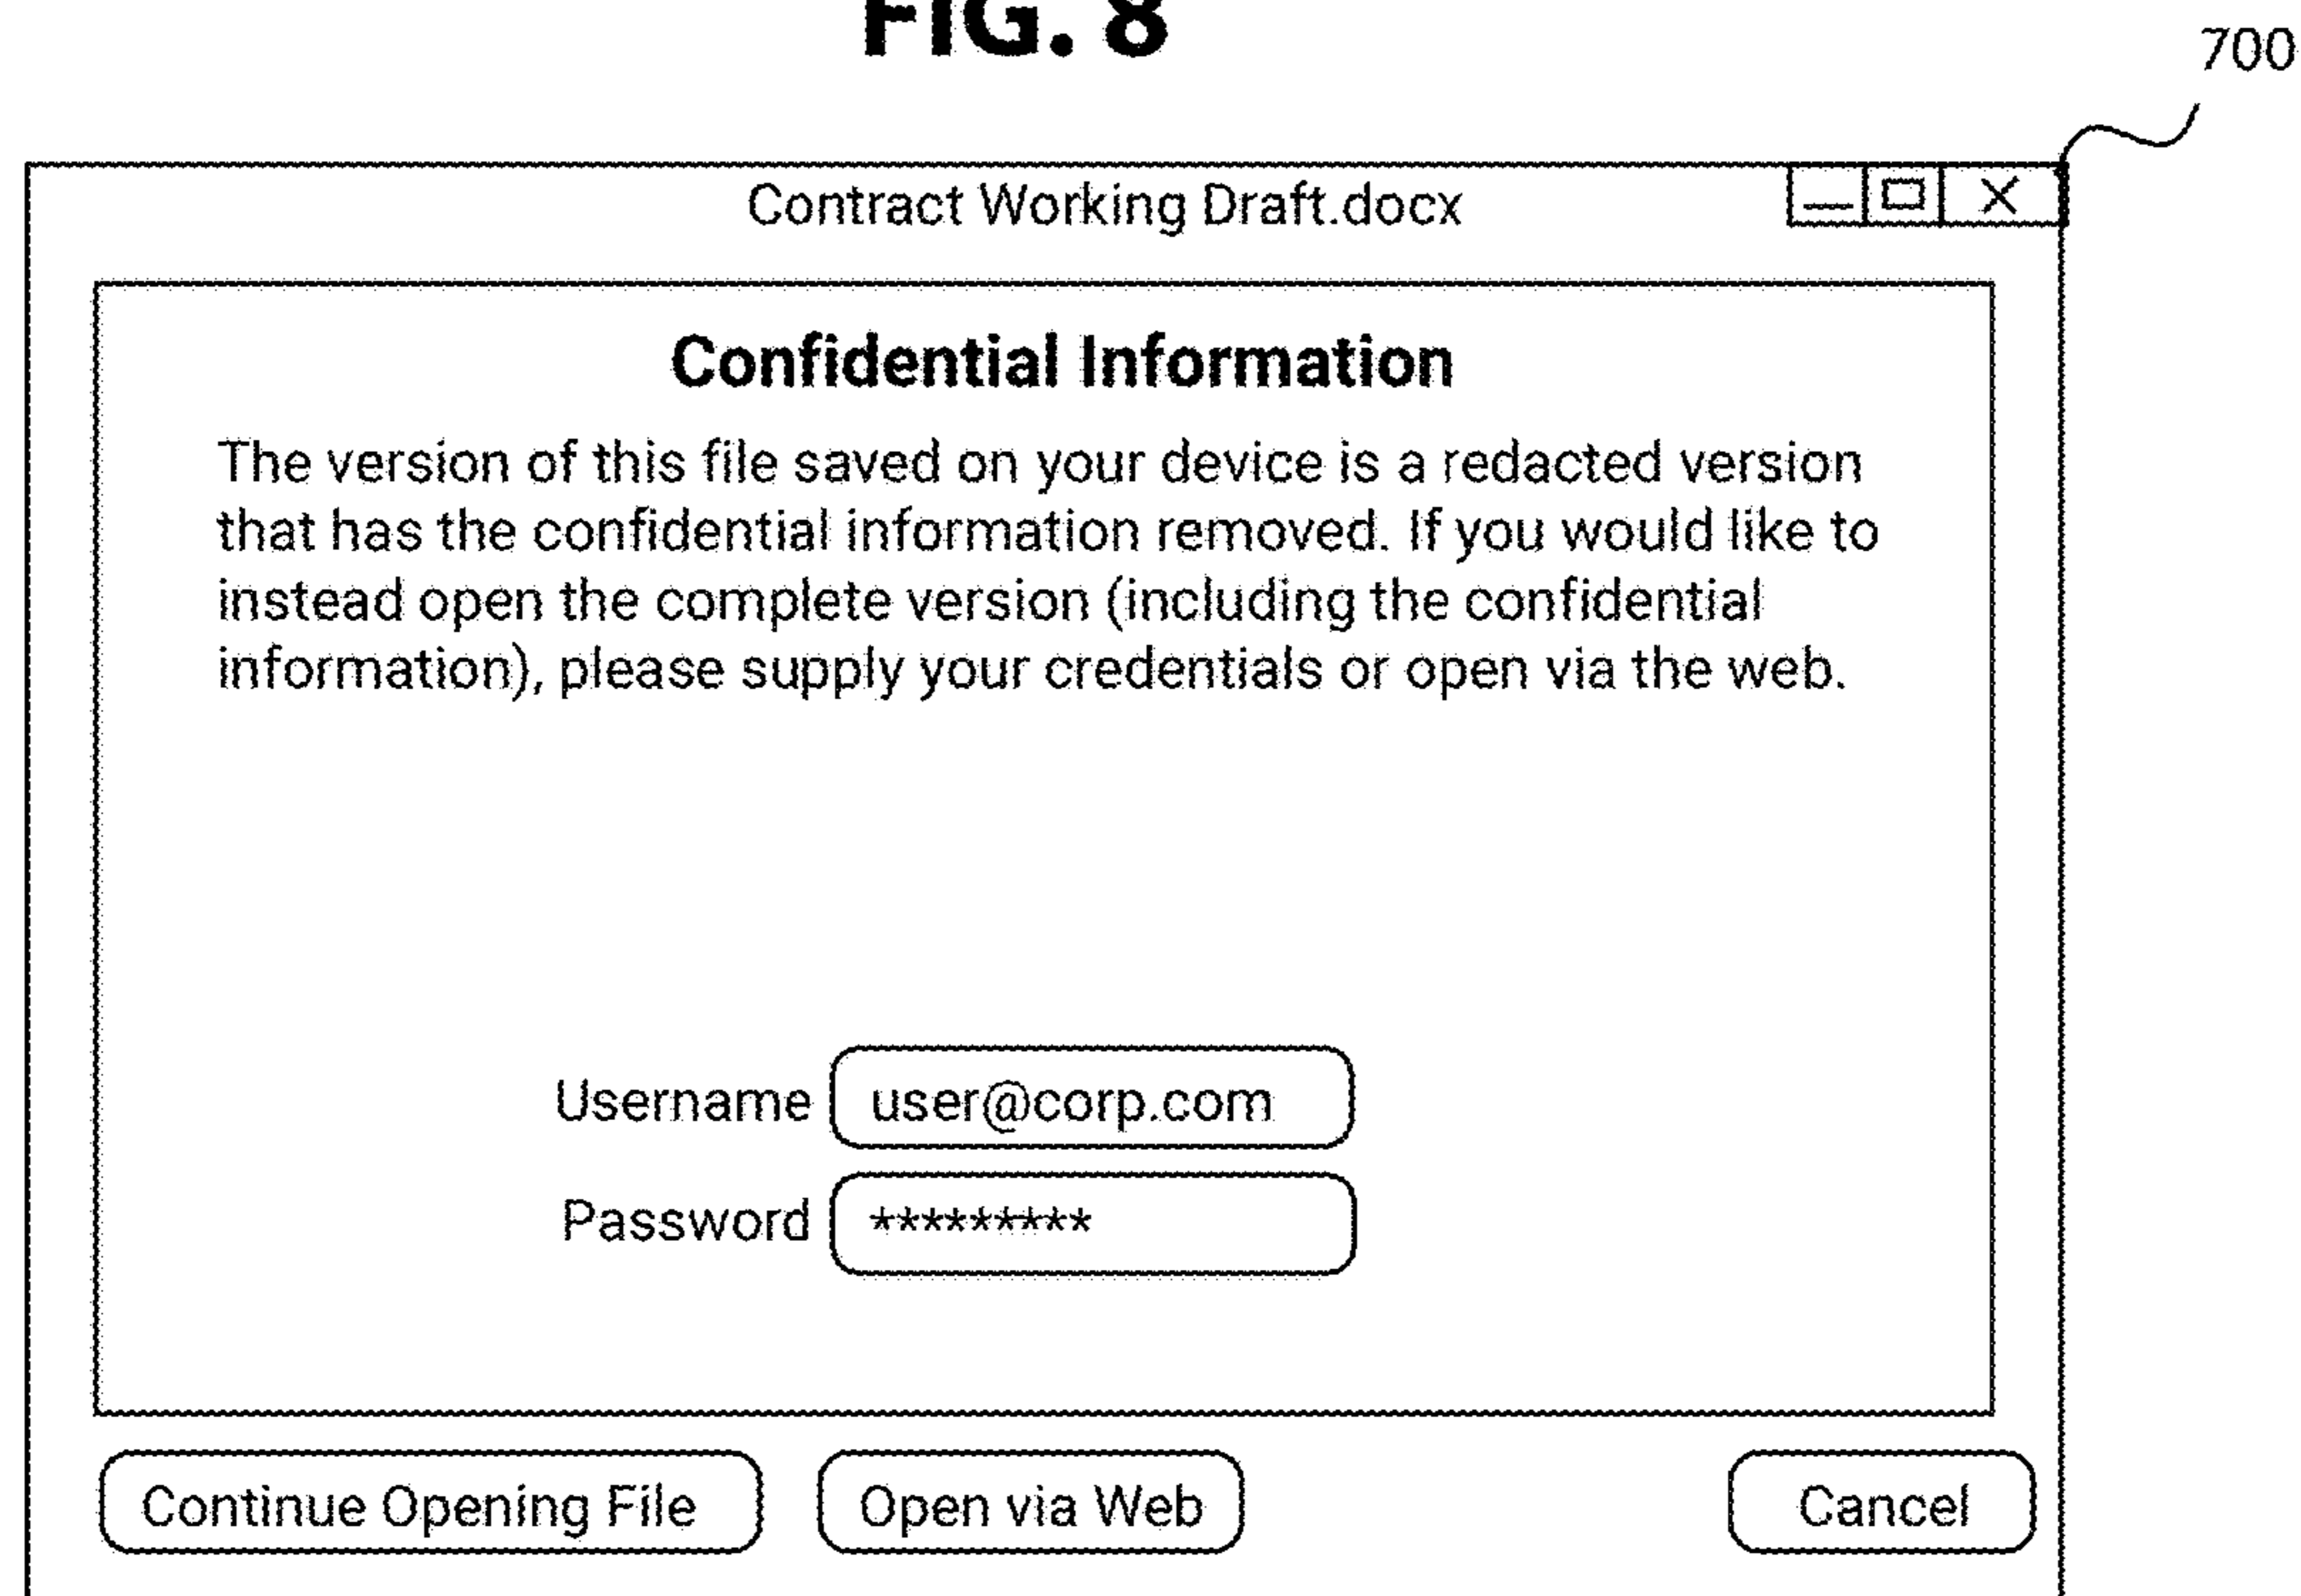 FIG. 8
700
Contract Working Draft.docx
Confidential Information
The version of this file saved on your device is a redacted version
that has the confidential information removed. If you would like to
instead open the complete version (including the confidential
information), please supply your credentials or open via the web.
Username user@corp.com
Password *********
Continue Opening File Open via Web Cancel